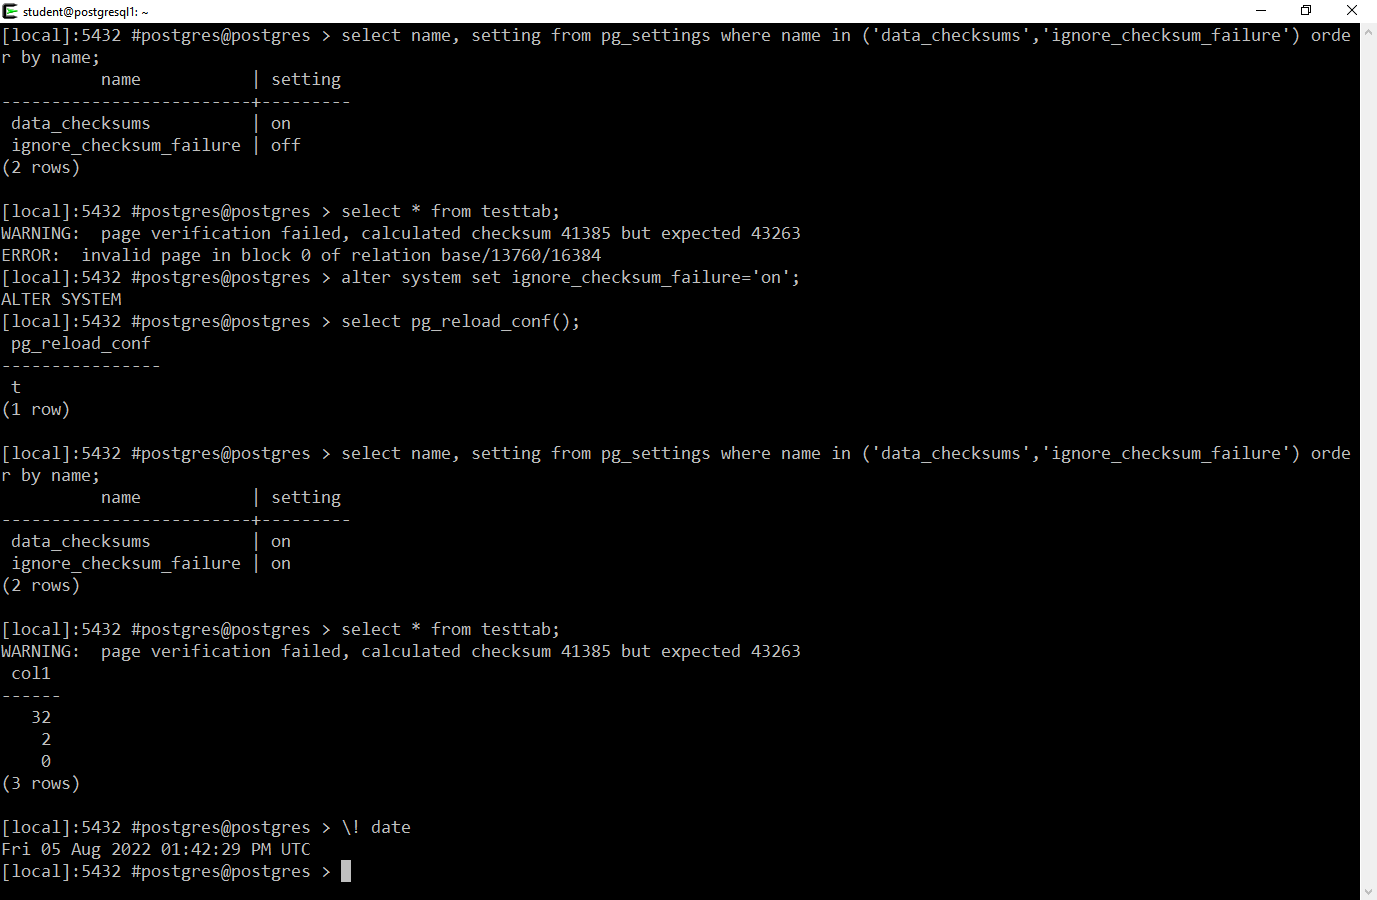 student@postgresql1: ~
[local]:5432 #postgres@postgres > select name, setting from pg_settings where name in ('data_checksums','ignore_checksum_failure') orde
r by name;
          name           | setting
-------------------------+---------
 data_checksums          | on
 ignore_checksum_failure | off
(2 rows)

[local]:5432 #postgres@postgres > select * from testtab;
WARNING:  page verification failed, calculated checksum 41385 but expected 43263
ERROR:  invalid page in block 0 of relation base/13760/16384
[local]:5432 #postgres@postgres > alter system set ignore_checksum_failure='on';
ALTER SYSTEM
[local]:5432 #postgres@postgres > select pg_reload_conf();
 pg_reload_conf
----------------
 t
(1 row)

[local]:5432 #postgres@postgres > select name, setting from pg_settings where name in ('data_checksums','ignore_checksum_failure') orde
r by name;
          name           | setting
-------------------------+---------
 data_checksums          | on
 ignore_checksum_failure | on
(2 rows)

[local]:5432 #postgres@postgres > select * from testtab;
WARNING:  page verification failed, calculated checksum 41385 but expected 43263
 col1
------
   32
    2
    0
(3 rows)

[local]:5432 #postgres@postgres > \! date
Fri 05 Aug 2022 01:42:29 PM UTC
[local]:5432 #postgres@postgres >